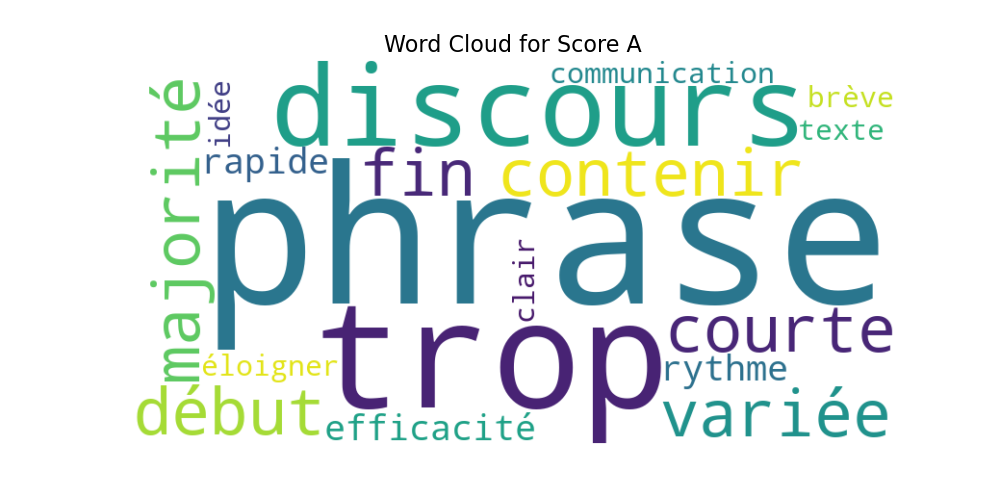 Word Cloud for Score A
communication
discours
brève
texte
majorité
idée
rapide
fin
contenir
phrase
clair
trop
courte
rythme
éloigner
début
efficacité
variée